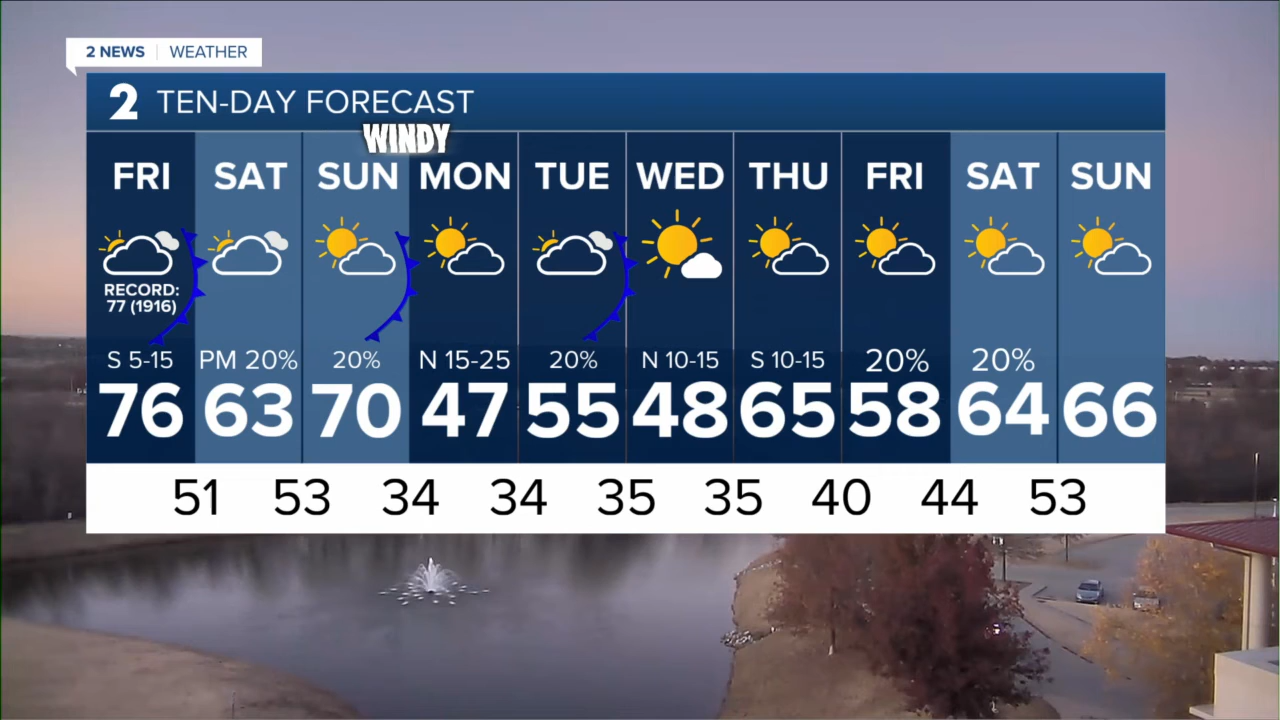 2 NEWS | WEATHER
2 TEN-DAY FORECAST
WINDY
FRI SAT SUN MON TUE WED THU FRI SAT SUN
RECORD:
77 (1916)
S 5-15 PM 20% 20% N 15-25 20% N 10-15 S 10-15 20% 20%
76 63 70 47 55 48 65 58 64 66
51 53 34 34 35 35 40 44 53